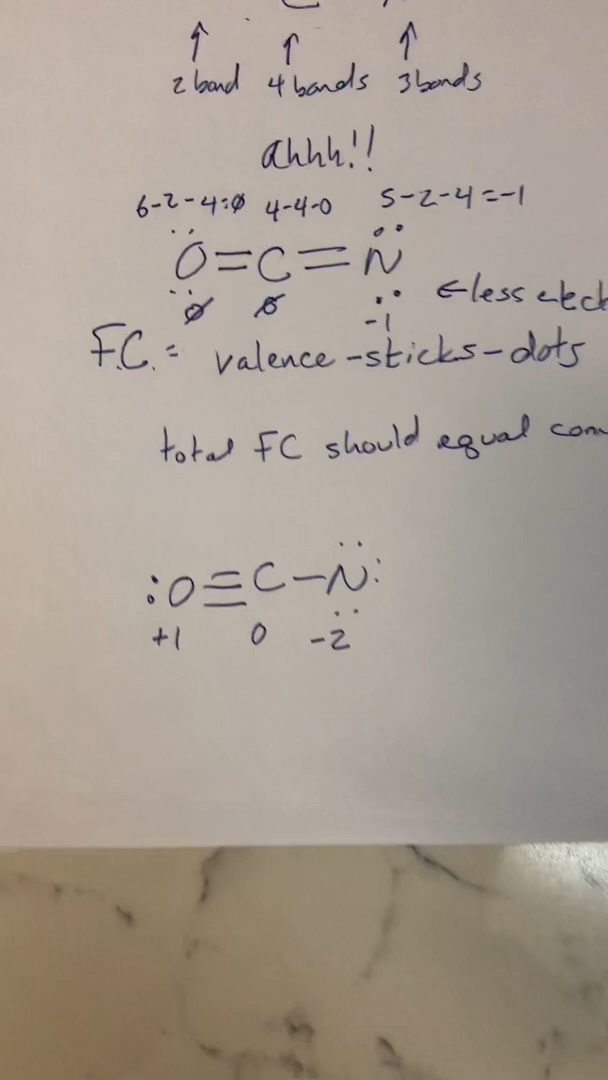 2 bond 4 bonds 3 bonds
ahhh!!
6-2-4=0 4-4-0 5-2-4=-1
O=C=N
0 0 -1 ←less
F.C. = valence-sticks-dots
total FC should equal
:O≡C-N:
+1 0 -2